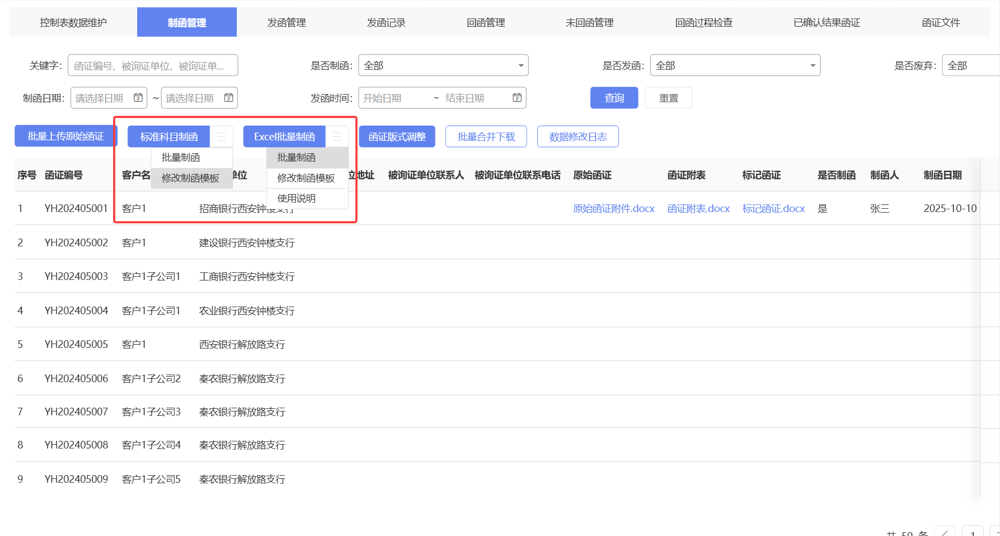 控制表数据维护 制函管理 发函管理 发函记录 回函管理 未回函管理 回函过程检查 已确认结果函证 函证文件
关键字： 函证编号、被询证单位、被询证单... 是否制函： 全部 是否发函： 全部 是否废弃： 全部
制函日期： 请选择日期 ~ 请选择日期 发函时间： 开始日期 ~ 结束日期 查询 重置
批量上传原始函证 标准科目制函 Excel批量制函 函证版式调整 批量合并下载 数据修改日志
批量制函 批量制函
修改制函模板 修改制函模板
使用说明
序号 函证编号 客户名 单位 位地址 被询证单位联系人 被询证单位联系电话 原始函证 函证附表 标记函证 是否制函 制函人 制函日期
1 YH202405001 客户1 招商银行西安钟楼支行 原始函证附件.docx 函证附表.docx 标记函证.docx 是 张三 2025-10-10
2 YH202405002 客户1 建设银行西安钟楼支行
3 YH202405003 客户1子公司1 工商银行西安钟楼支行
4 YH202405004 客户1子公司1 农业银行西安钟楼支行
5 YH202405005 客户1 西安银行解放路支行
6 YH202405006 客户1子公司2 秦农银行解放路支行
7 YH202405007 客户1子公司3 秦农银行解放路支行
8 YH202405008 客户1子公司4 秦农银行解放路支行
9 YH202405009 客户1子公司5 秦农银行解放路支行
共 50 条 1